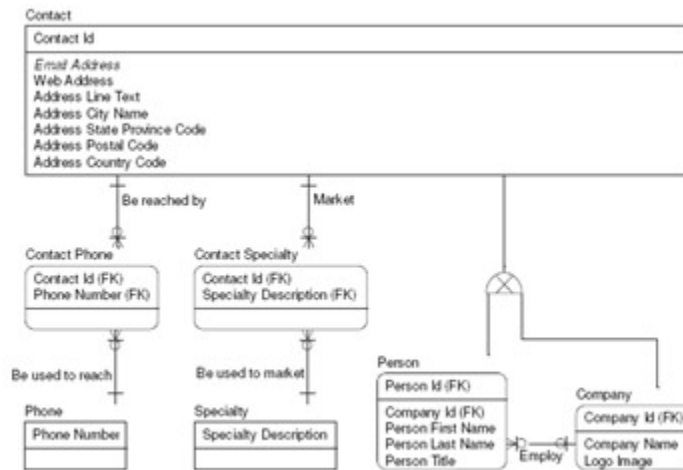 Contact
Contact Id
Email Address
Web Address
Address Line Text
Address City Name
Address State Province Code
Address Postal Code
Address Country Code
Be reached by
Market
Contact Phone
Contact Id (FK)
Phone Number (FK)
Contact Specialty
Contact Id (FK)
Specialty Description (FK)
Be used to reach
Be used to market
Phone
Phone Number
Specialty
Specialty Description
Person
Person Id (FK)
Company Id (FK)
Person First Name
Person Last Name
Person Title
Employ
Company
Company Id (FK)
Company Name
Logo Image